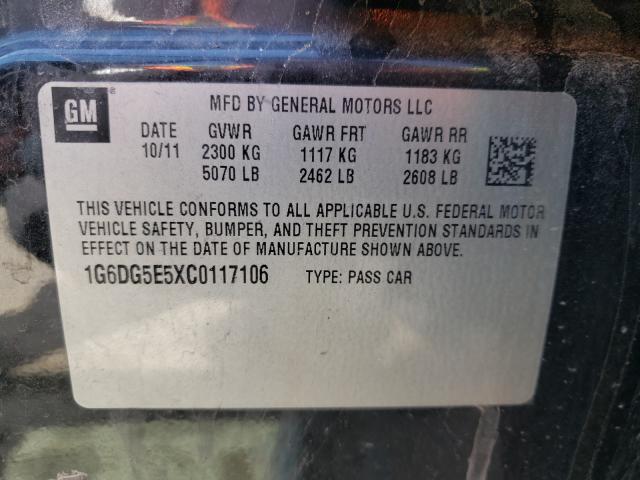 GM ®
MFD BY GENERAL MOTORS LLC
DATE GVWR GAWR FRT GAWR RR
10/11 2300 KG 1117 KG 1183 KG
5070 LB 2462 LB 2608 LB
THIS VEHICLE CONFORMS TO ALL APPLICABLE U.S. FEDERAL MOTOR
VEHICLE SAFETY, BUMPER, AND THEFT PREVENTION STANDARDS IN
EFFECT ON THE DATE OF MANUFACTURE SHOWN ABOVE.
1G6DG5E5XC0117106 TYPE: PASS CAR